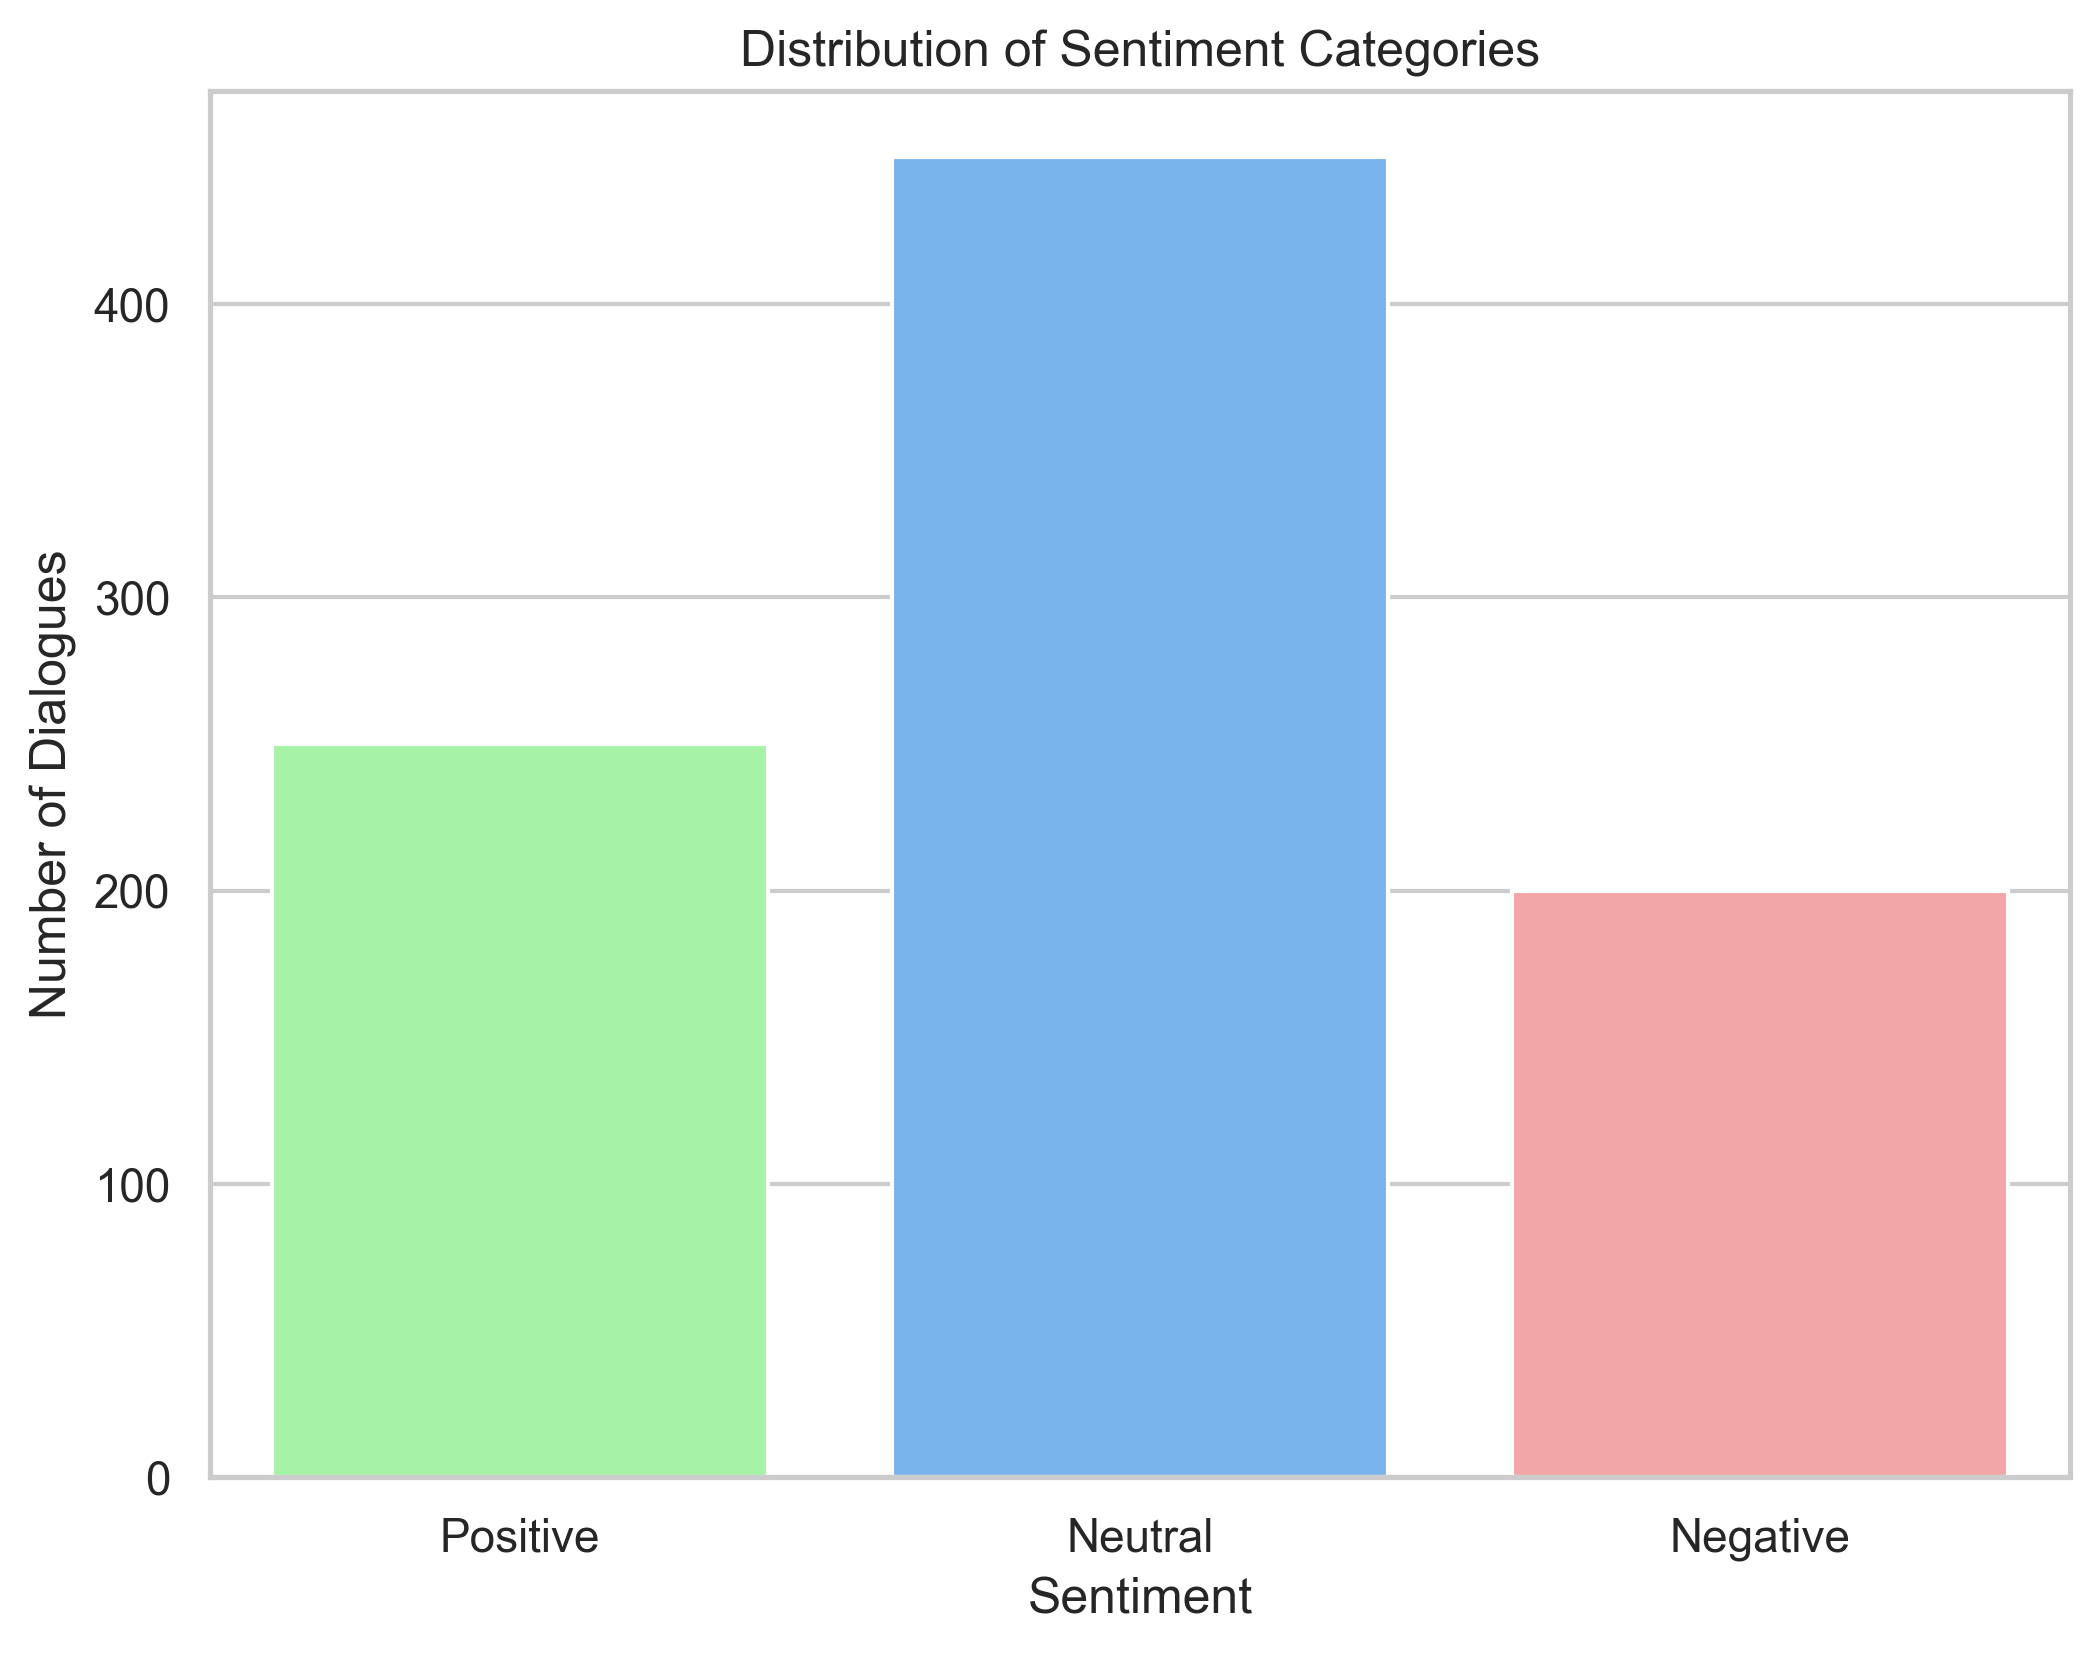 Distribution of Sentiment Categories
Number of Dialogues
400
300
200
100
0
Positive
Neutral
Negative
Sentiment